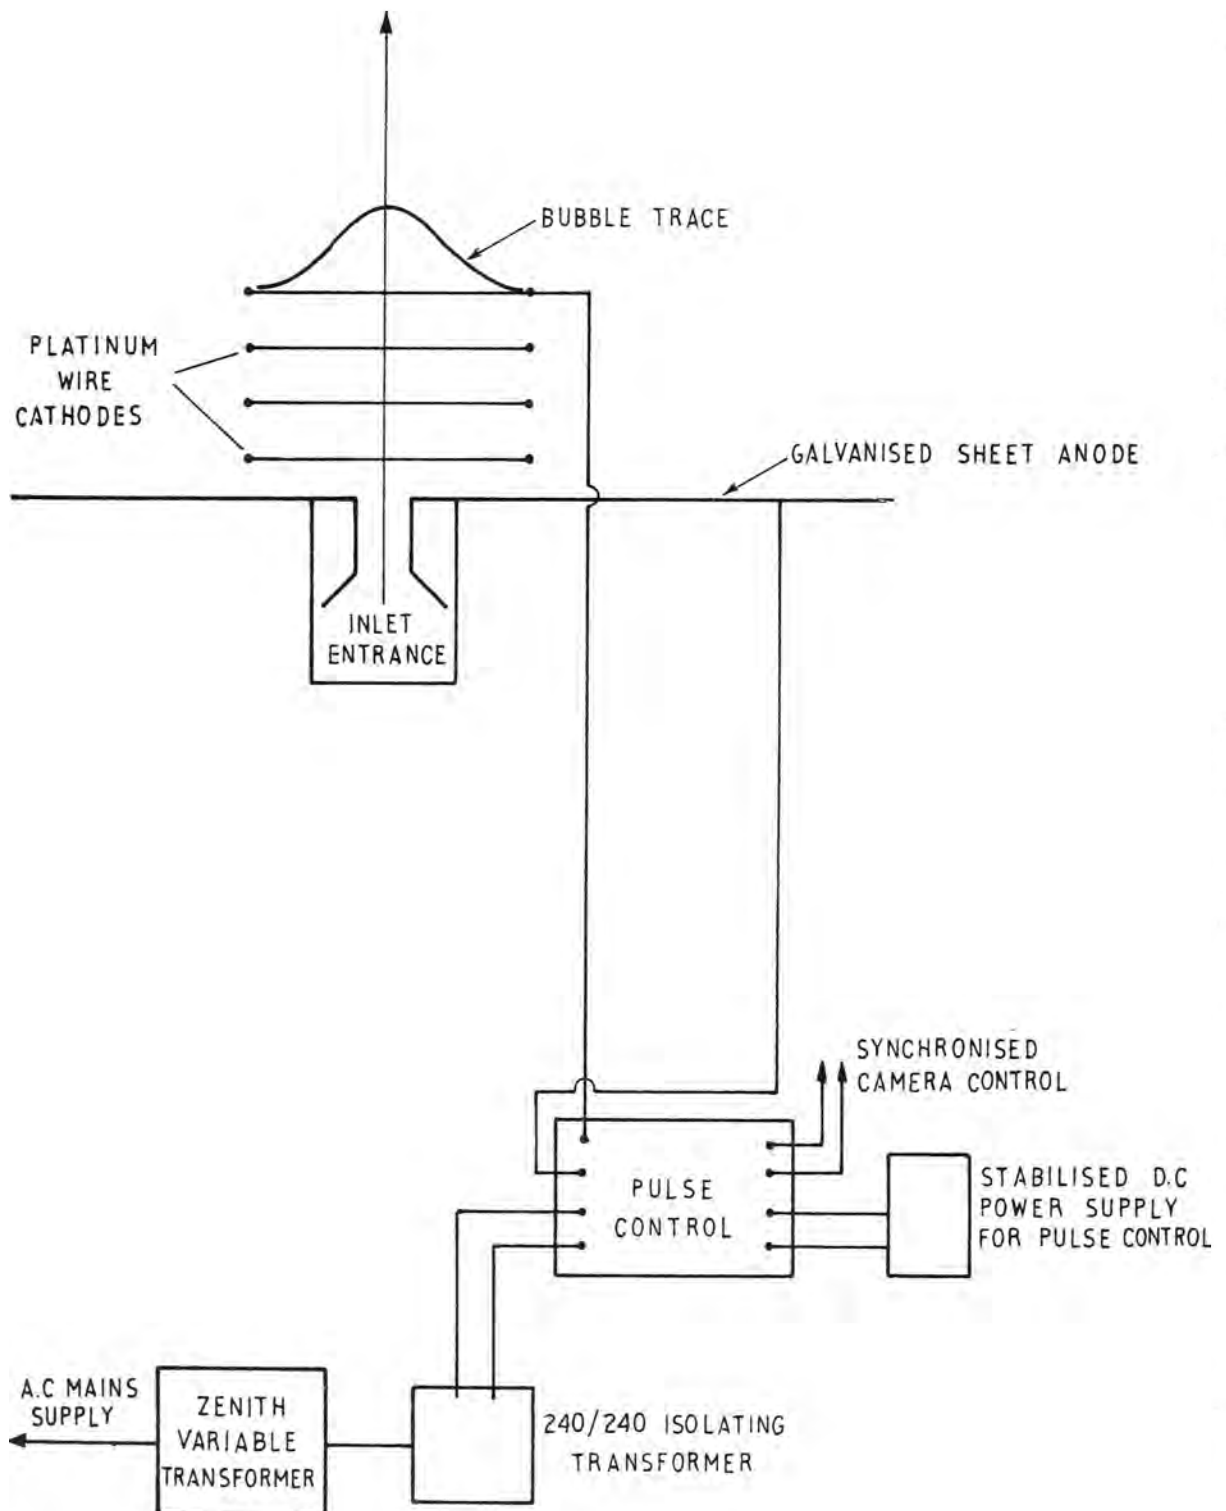 BUBBLE TRACE
PLATINUM
WIRE
CATHODES
GALVANISED SHEET ANODE
INLET
ENTRANCE
SYNCHRONISED
CAMERA CONTROL
PULSE
CONTROL
STABILISED D.C
POWER SUPPLY
FOR PULSE CONTROL
A.C MAINS
SUPPLY
ZENITH
VARIABLE
TRANSFORMER
240/240 ISOLATING
TRANSFORMER